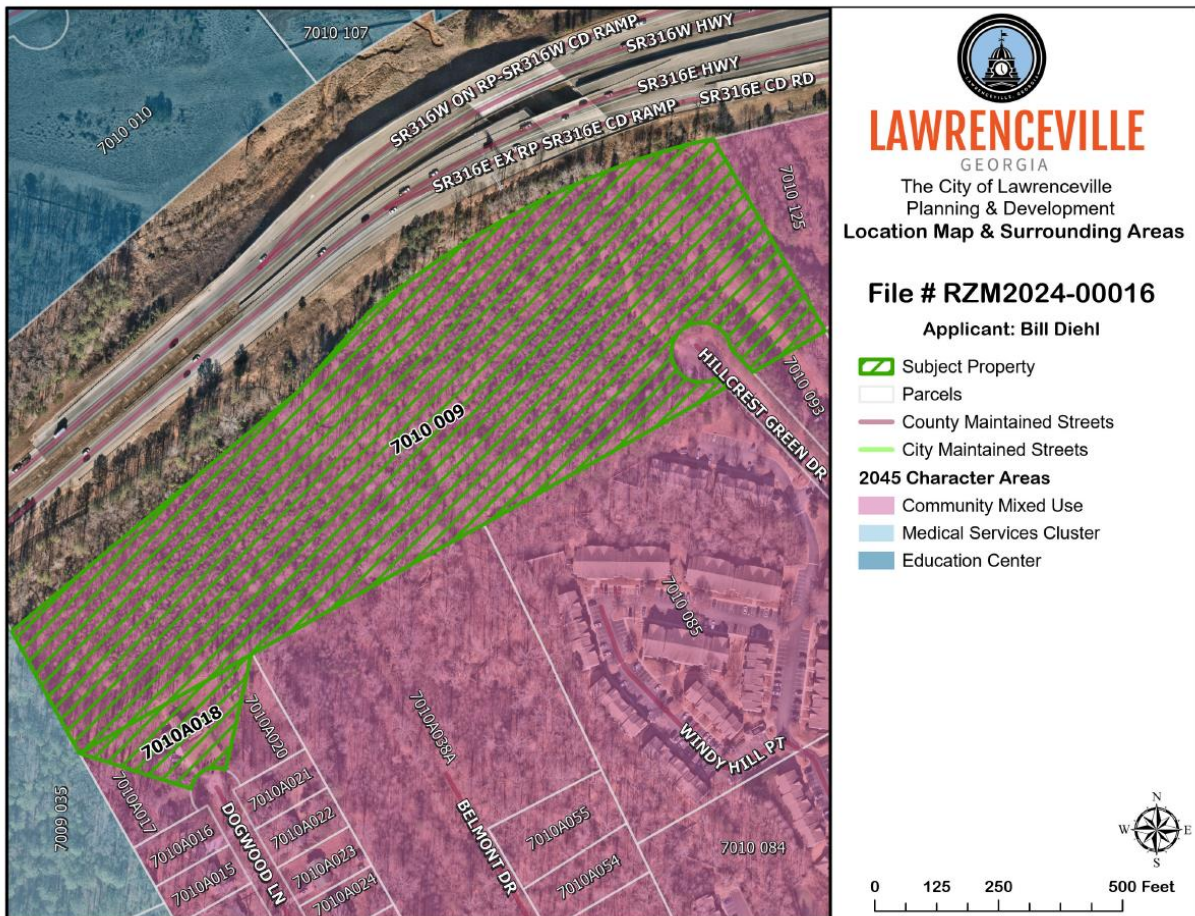 7010 107
7010 010
SR316W ON RP-SR316W CD RAMP
SR316W HWY
SR316E HWY
SR316E CD RD
SR316E EX RP SR316E CD RAMP
7010 125
7010 093
HILLCREST GREEN DR
7010 009
7010 085
WINDY HILL PT
7010A018
7010A020
7010A038A
7010A017
7010A021
7009 035
7010A016
7010A022
7010A055
7010A015
DOGWOOD LN
7010A023
BELMONT DR
7010A054
7010 084
7010A024
LAWRENCEVILLE, GEORGIA
LAWRENCEVILLE
GEORGIA
The City of Lawrenceville
Planning & Development
Location Map & Surrounding Areas
File # RZM2024-00016
Applicant: Bill Diehl
Subject Property
Parcels
County Maintained Streets
City Maintained Streets
2045 Character Areas
Community Mixed Use
Medical Services Cluster
Education Center
N
W E
S
0 125 250 500 Feet